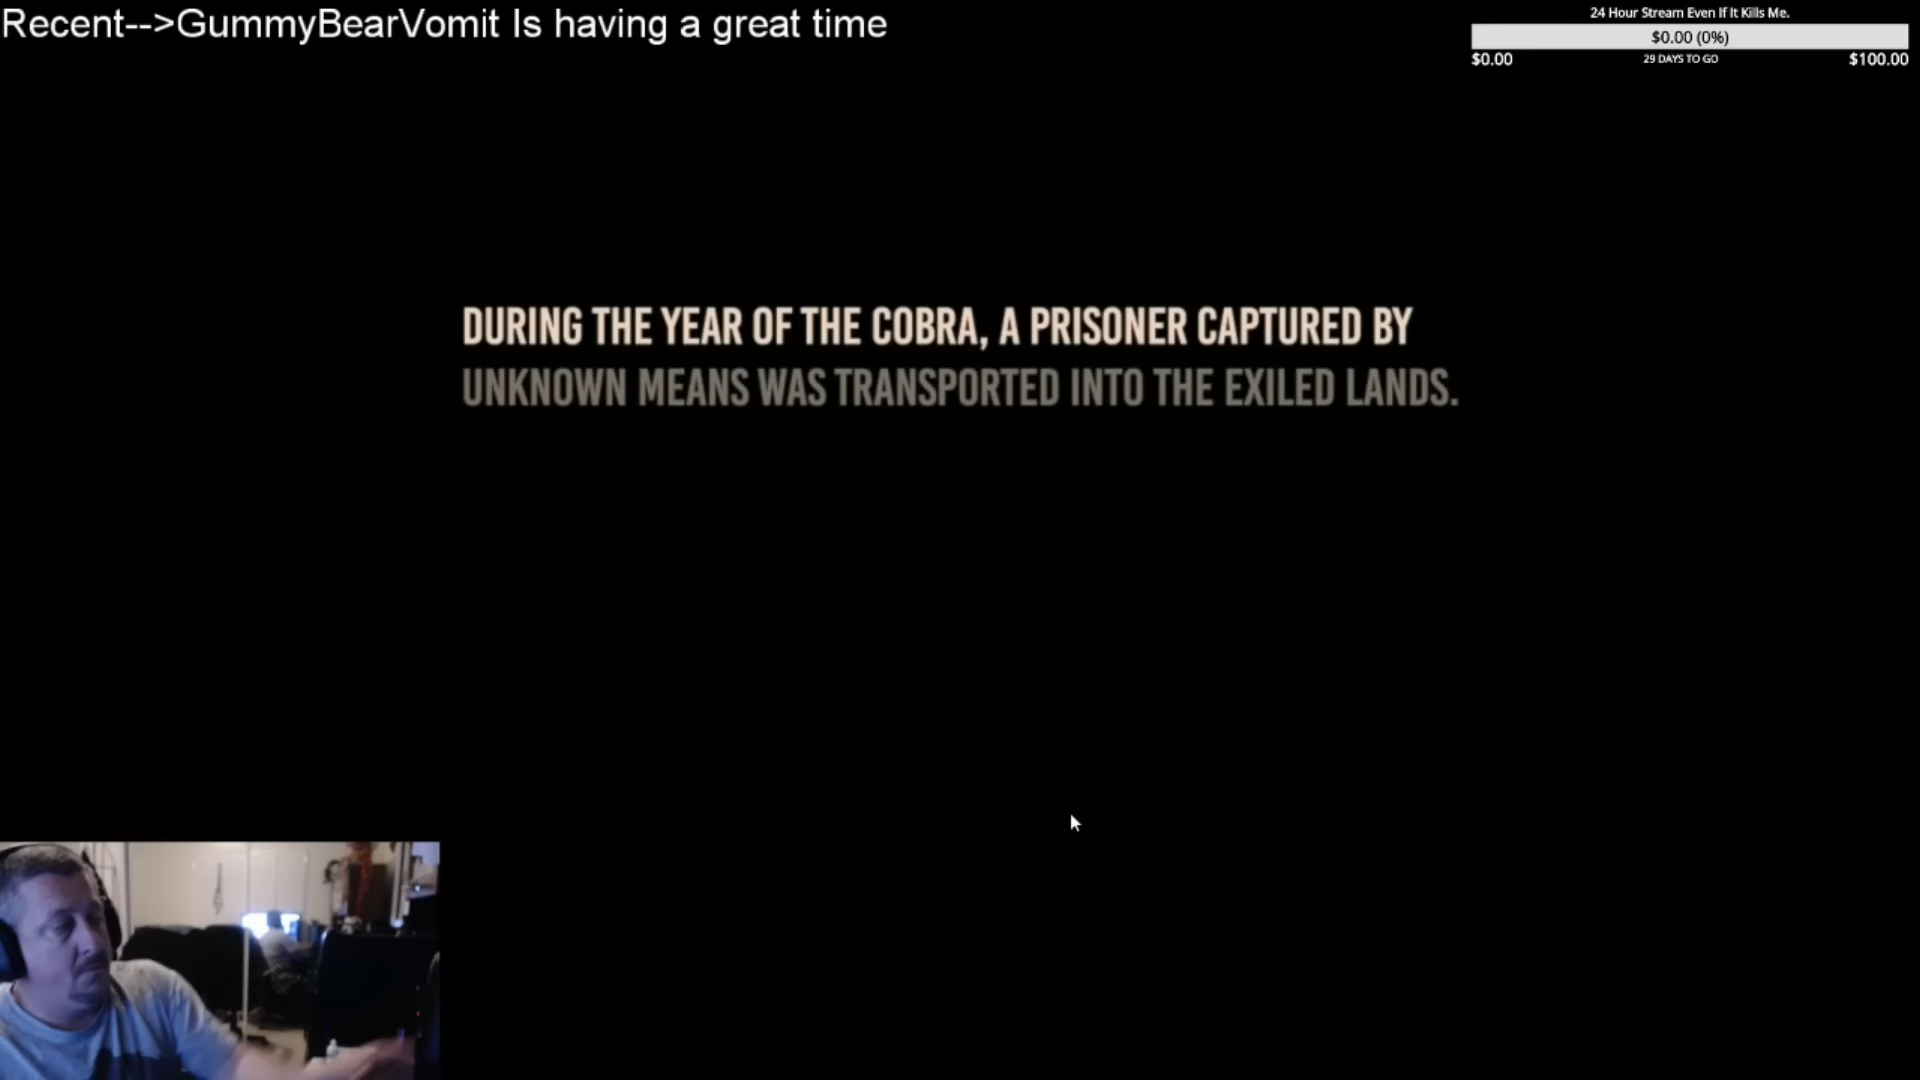 Recent-->GummyBearVomit Is having a great time
24 Hour Stream Even If It Kills Me.
$0.00 (0%)
$0.00 29 DAYS TO GO $100.00
DURING THE YEAR OF THE COBRA, A PRISONER CAPTURED BY
UNKNOWN MEANS WAS TRANSPORTED INTO THE EXILED LANDS.